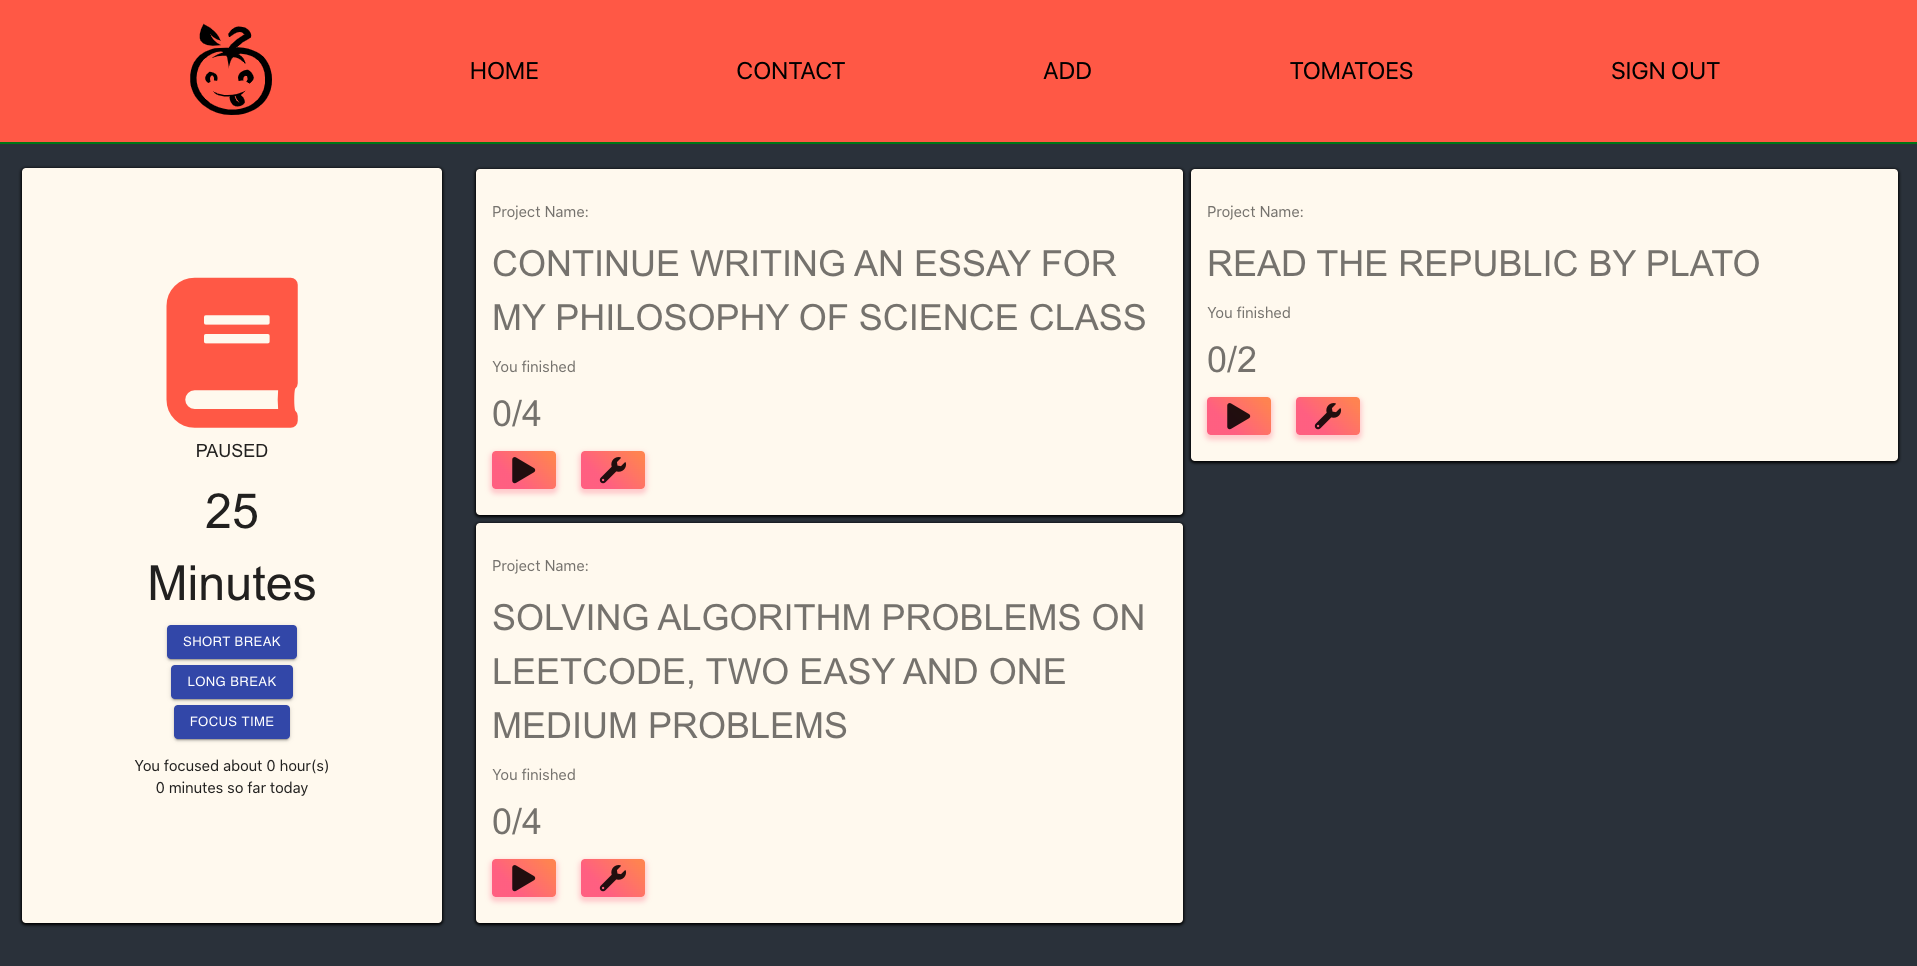 HOME
CONTACT
ADD
TOMATOES
SIGN OUT
PAUSED
25
Minutes
SHORT BREAK
LONG BREAK
FOCUS TIME
You focused about 0 hour(s)
0 minutes so far today
Project Name:
CONTINUE WRITING AN ESSAY FOR
MY PHILOSOPHY OF SCIENCE CLASS
You finished
0/4
Project Name:
READ THE REPUBLIC BY PLATO
You finished
0/2
Project Name:
SOLVING ALGORITHM PROBLEMS ON
LEETCODE, TWO EASY AND ONE
MEDIUM PROBLEMS
You finished
0/4